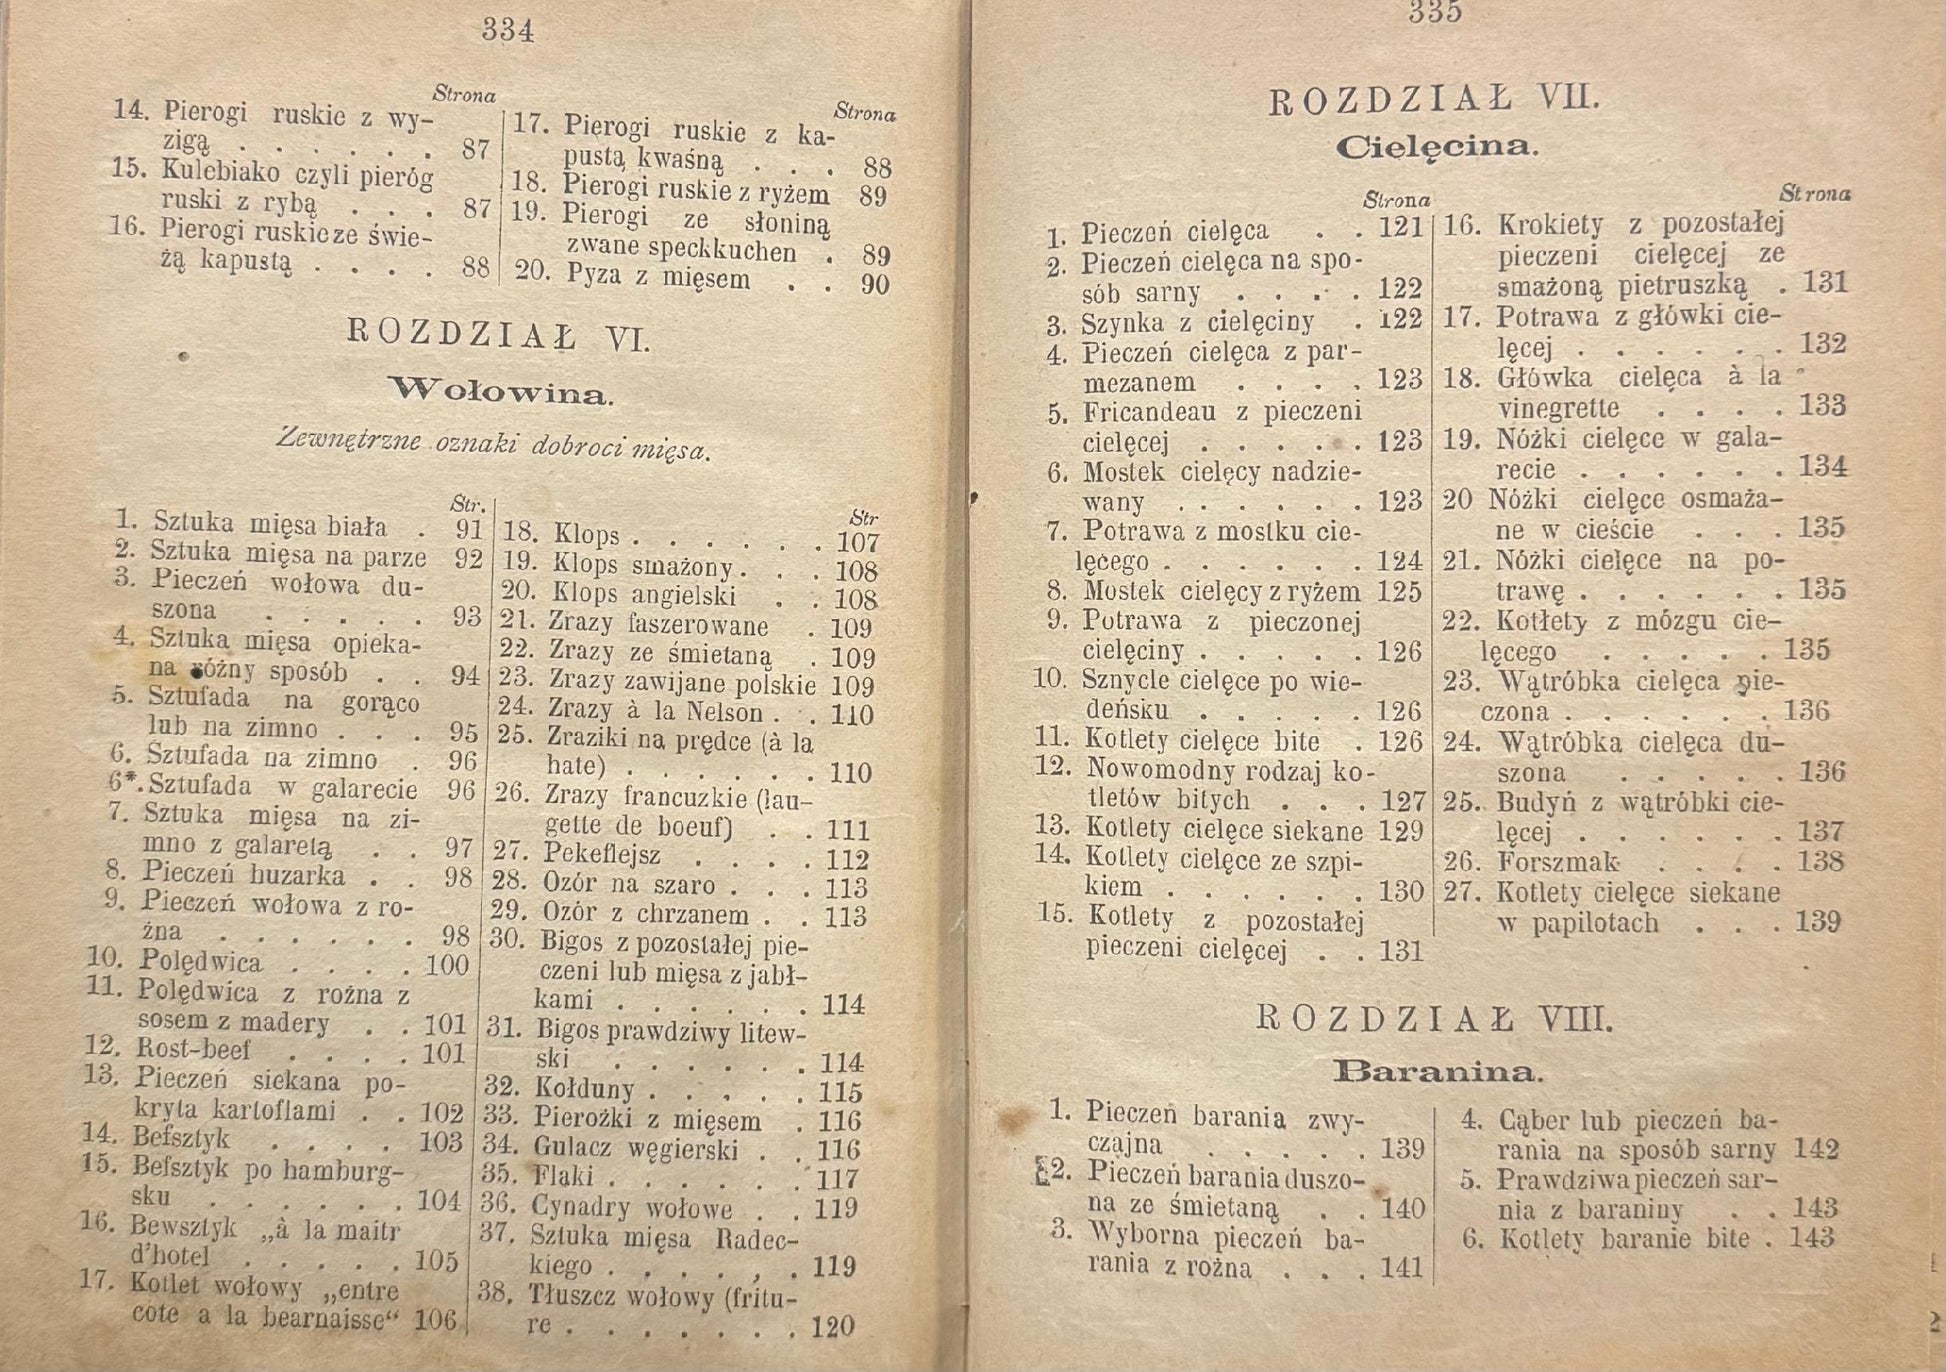 334
Strona
14. Pierogi ruskie z wy-
zigą . . . . . . 87
15. Kulebiako czyli pieróg
ruski z rybą . . . 87
16. Pierogi ruskie ze świe-
żą kapustą . . . . 88
Strona
17. Pierogi ruskie z ka-
pustą kwaśną . . . 88
18. Pierogi ruskie z ryżem 89
19. Pierogi ze słoniną
zwane speckkuchen . 89
20. Pyza z mięsem . . 90
ROZDZIAŁ VI.
Wołowina.
Zewnętrzne oznaki dobroci mięsa.
Str.
1. Sztuka mięsa biała . 91
2. Sztuka mięsa na parze 92
3. Pieczeń wołowa du-
szona . . . . . 93
4. Sztuka mięsa opieka-
na różny sposób . . 94
5. Sztufada na gorąco
lub na zimno . . . 95
6. Sztufada na zimno . 96
6*. Sztufada w galarecie 96
7. Sztuka mięsa na zi-
mno z galaretą . . 97
8. Pieczeń huzarka . . 98
9. Pieczeń wołowa z ro-
żna . . . . . . 98
10. Polędwica . . . . 100
11. Polędwica z rożna z
sosem z madery . . 101
12. Rost-beef . . . . 101
13. Pieczeń siekana po-
kryta kartoflami . . 102
14. Befsztyk . . . . 103
15. Befsztyk po hamburg-
sku . . . . . . 104
16. Bewsztyk „à la maitr
d'hotel . . . . . 105
17. Kotlet wołowy „entre
cote a la bearnaisse“ 106
Str
18. Klops . . . . . . 107
19. Klops smażony . . . 108
20. Klops angielski . . 108
21. Zrazy faszerowane . 109
22. Zrazy ze śmietaną . 109
23. Zrazy zawijane polskie 109
24. Zrazy à la Nelson . . 110
25. Zraziki na prędce (à la
hate) . . . . . . 110
26. Zrazy francuzkie (lau-
gette de boeuf) . . 111
27. Pekeflejsz . . . . 112
28. Ozór na szaro . . . 113
29. Ozór z chrzanem . . 113
30. Bigos z pozostałej pie-
czeni lub mięsa z jabł-
kami . . . . . . 114
31. Bigos prawdziwy litew-
ski . . . . . . 114
32. Kołduny . . . . . 115
33. Pierożki z mięsem . 116
34. Gulacz węgierski . . 116
35. Flaki . . . . . . 117
36. Cynadry wołowe . . 119
37. Sztuka mięsa Radec-
kiego . . . . . . 119
38. Tłuszcz wołowy (fritu-
re . . . . . . . 120
335
ROZDZIAŁ VII.
Cielęcina.
Strona
1. Pieczeń cielęca . . 121
2. Pieczeń cielęca na spo-
sób sarny . . . . 122
3. Szynka z cielęciny . 122
4. Pieczeń cielęca z par-
mezanem . . . . 123
5. Fricandeau z pieczeni
cielęcej . . . . . 123
6. Mostek cielęcy nadzie-
wany . . . . . . 123
7. Potrawa z mostku cie-
lęcego . . . . . . 124
8. Mostek cielęcy z ryżem 125
9. Potrawa z pieczonej
cielęciny . . . . . 126
10. Sznycle cielęce po wie-
deńsku . . . . . 126
11. Kotlety cielęce bite . 126
12. Nowomodny rodzaj ko-
tletów bitych . . . 127
13. Kotlety cielęce siekane 129
14. Kotlety cielęce ze szpi-
kiem . . . . . . 130
15. Kotlety z pozostałej
pieczeni cielęcej . . 131
Strona
16. Krokiety z pozostałej
pieczeni cielęcej ze
smażoną pietruszką . 131
17. Potrawa z główki cie-
lęcej . . . . . . 132
18. Główka cielęca à la
vinegrette . . . . 133
19. Nóżki cielęce w gala-
recie . . . . . . 134
20 Nóżki cielęce osmaża-
ne w cieście . . . 135
21. Nóżki cielęce na po-
trawę . . . . . . 135
22. Kotłety z mózgu cie-
lęcego . . . . . 135
23. Wątróbka cielęca pie-
czona . . . . . . 136
24. Wątróbka cielęca du-
szona . . . . . 136
25. Budyń z wątróbki cie-
lęcej . . . . . . 137
26. Forszmak . . . . 138
27. Kotlety cielęce siekane
w papilotach . . . 139
ROZDZIAŁ VIII.
Baranina.
1. Pieczeń barania zwy-
czajna . . . . . 139
2. Pieczeń barania duszo-
na ze śmietaną . . 140
3. Wyborna pieczeń ba-
rania z rożna . . . 141
4. Cąber lub pieczeń ba-
rania na sposób sarny 142
5. Prawdziwa pieczeń sar-
nia z baraniny . . 143
6. Kotlety baranie bite . 143